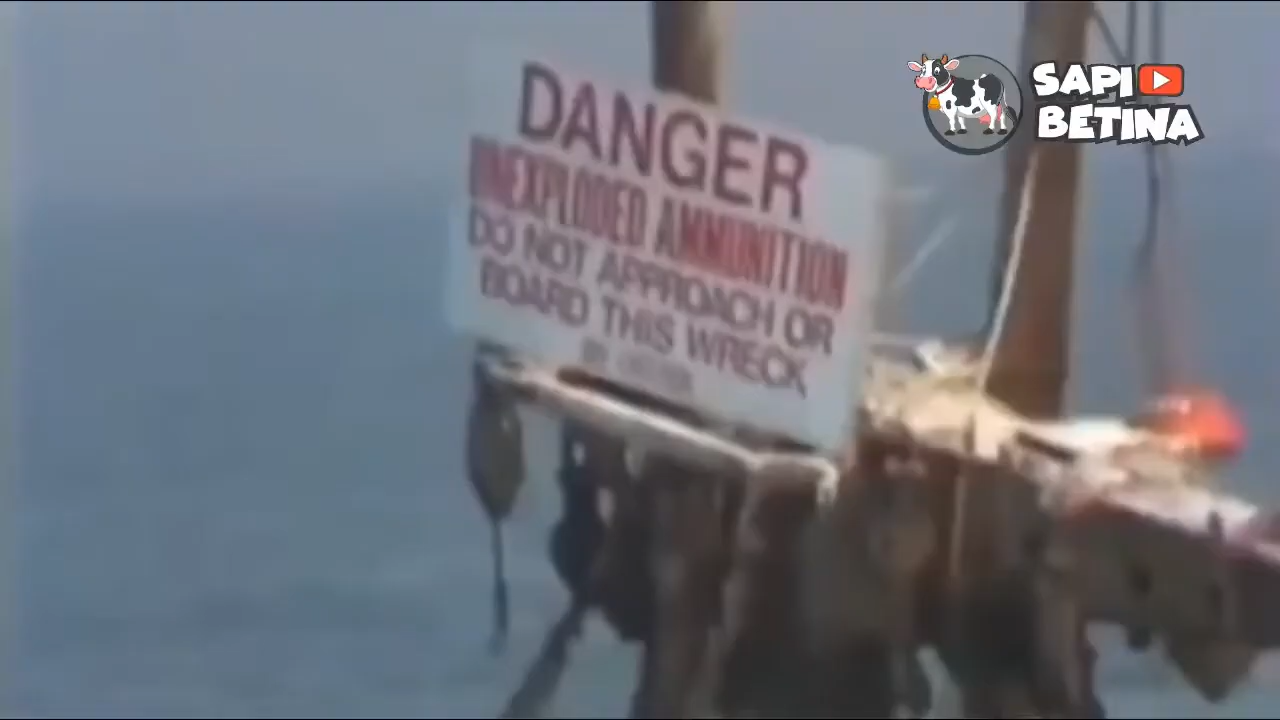 DANGER
UNEXPLODED AMMUNITION
DO NOT APPROACH OR
BOARD THIS WRECK
SAPI
BETINA